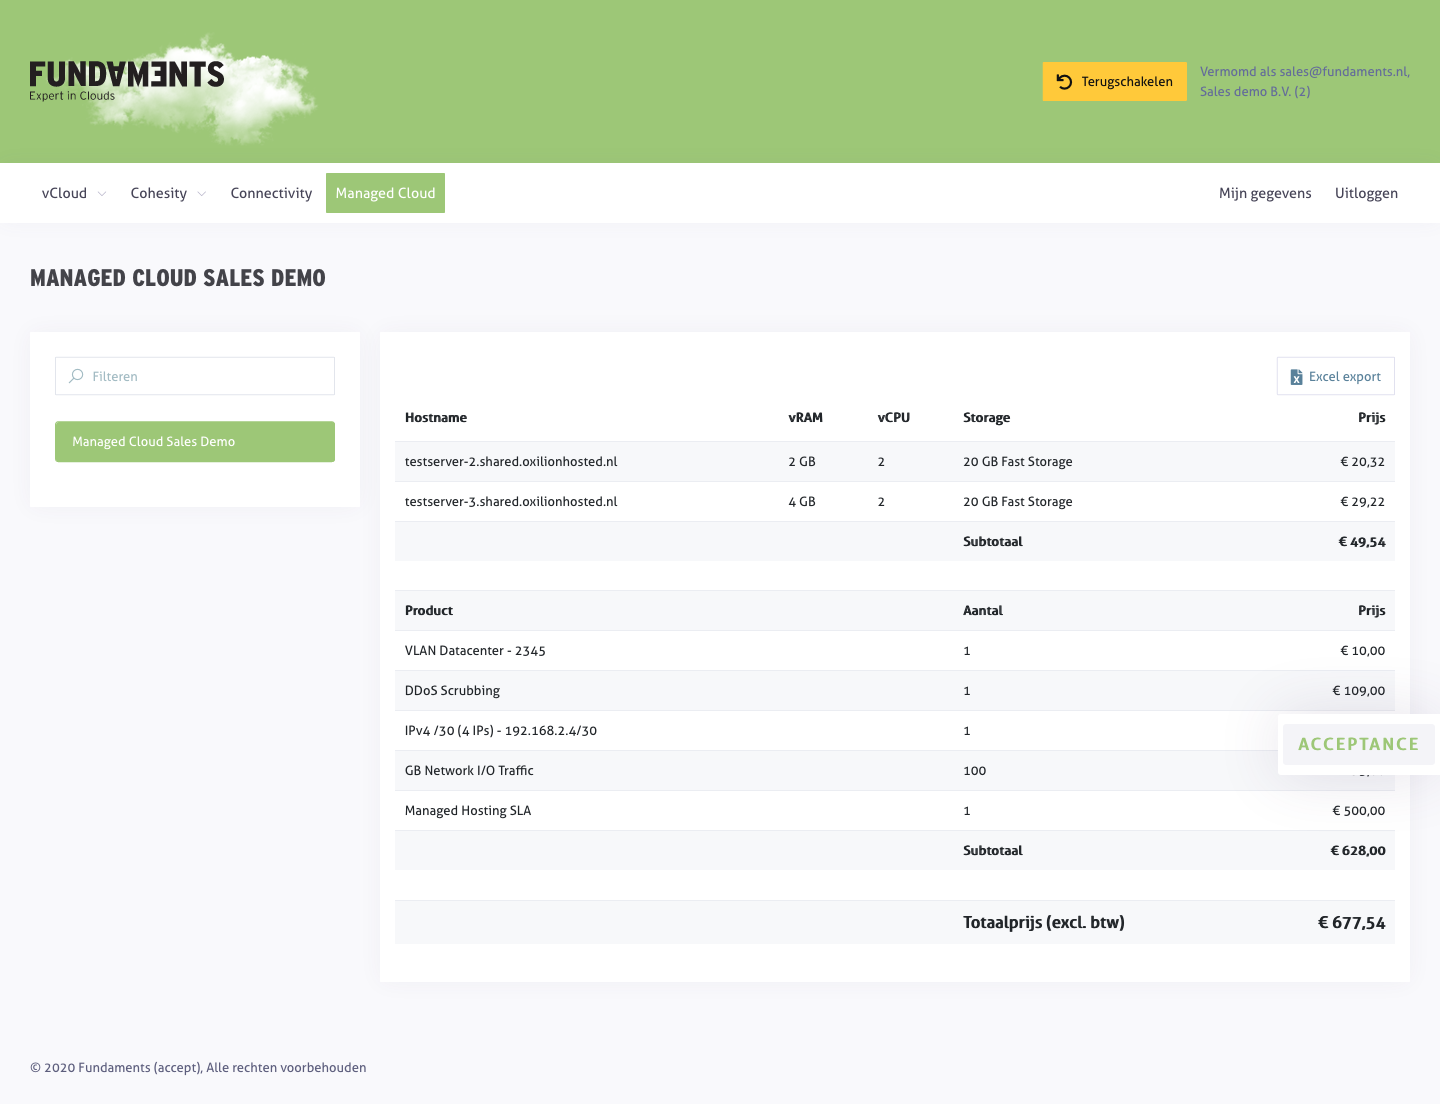 FUNDAMENTS
Expert in Clouds
Terugschakelen
Vermomd als sales@fundaments.nl,
Sales demo B.V. (2)
vCloud Cohesity Connectivity Managed Cloud Mijn gegevens Uitloggen
MANAGED CLOUD SALES DEMO
Filteren
Managed Cloud Sales Demo
Excel export
Hostname vRAM vCPU Storage Prijs
testserver-2.shared.oxilionhosted.nl 2 GB 2 20 GB Fast Storage € 20,32
testserver-3.shared.oxilionhosted.nl 4 GB 2 20 GB Fast Storage € 29,22
Subtotaal € 49,54
Product Aantal Prijs
VLAN Datacenter - 2345 1 € 10,00
DDoS Scrubbing 1 € 109,00
IPv4 /30 (4 IPs) - 192.168.2.4/30 1
ACCEPTANCE
GB Network I/O Traffic 100
Managed Hosting SLA 1 € 500,00
Subtotaal € 628,00
Totaalprijs (excl. btw) € 677,54
© 2020 Fundaments (accept), Alle rechten voorbehouden